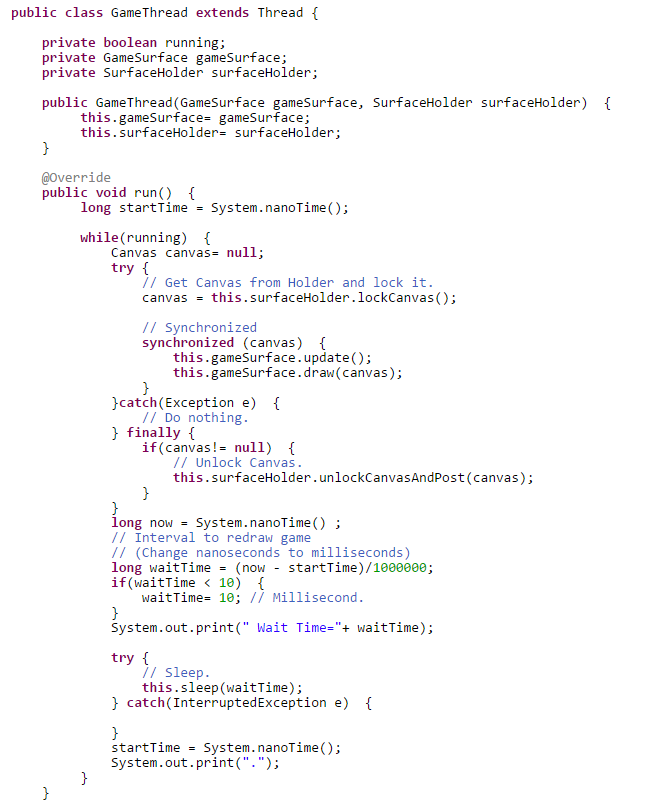 public class GameThread extends Thread {
private boolean running;
private GameSurface gameSurface;
private SurfaceHolder surfaceHolder;
public GameThread(GameSurface gameSurface, SurfaceHolder surfaceHolder)  {
this.gameSurface= gameSurface;
this.surfaceHolder= surfaceHolder;
}
@Override
public void run()  {
long startTime = System.nanoTime();
while(running)  {
Canvas canvas= null;
try {
// Get Canvas from Holder and lock it.
canvas = this.surfaceHolder.lockCanvas();
// Synchronized
synchronized (canvas)  {
this.gameSurface.update();
this.gameSurface.draw(canvas);
}
}catch(Exception e)  {
// Do nothing.
} finally {
if(canvas!= null)  {
// Unlock Canvas.
this.surfaceHolder.unlockCanvasAndPost(canvas);
}
}
long now = System.nanoTime() ;
// Interval to redraw game
// (Change nanoseconds to milliseconds)
long waitTime = (now - startTime)/1000000;
if(waitTime < 10)  {
waitTime= 10; // Millisecond.
}
System.out.print(" Wait Time="+ waitTime);
try {
// Sleep.
this.sleep(waitTime);
} catch(InterruptedException e)  {
}
startTime = System.nanoTime();
System.out.print(".");
}
}